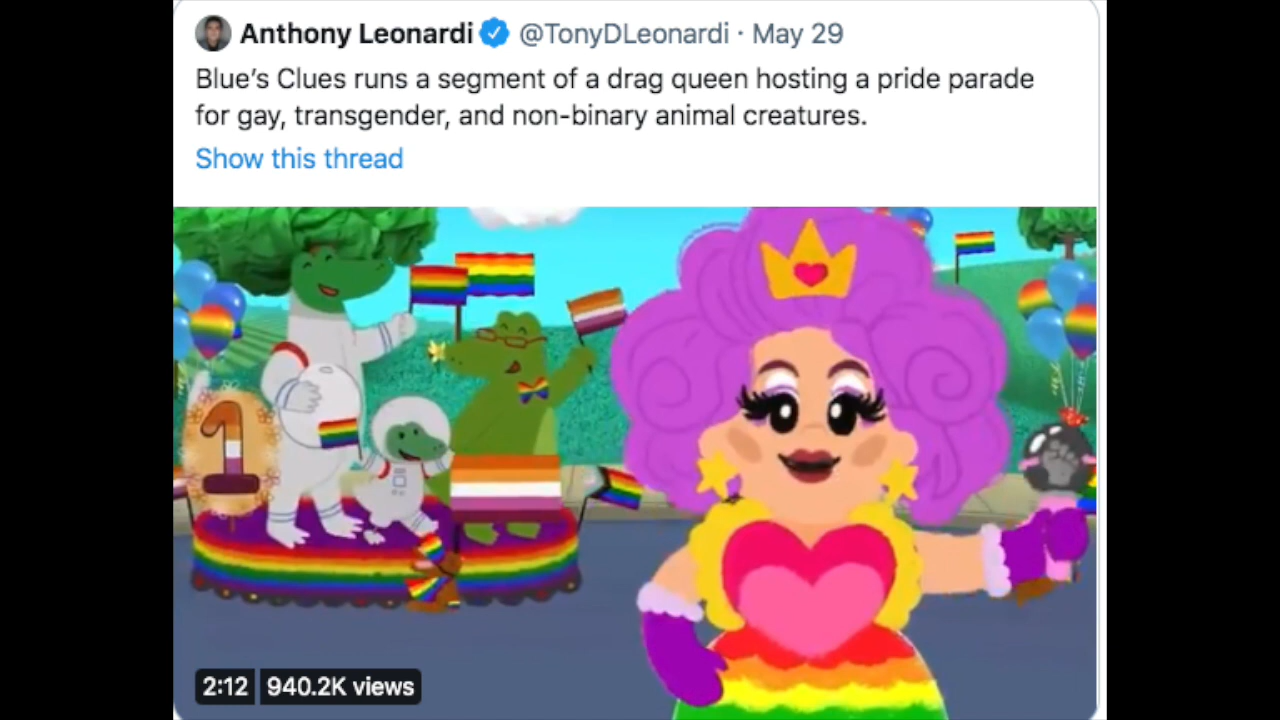 Anthony Leonardi @TonyDLeonardi · May 29
Blue’s Clues runs a segment of a drag queen hosting a pride parade
for gay, transgender, and non-binary animal creatures.
Show this thread
1
2:12 940.2K views